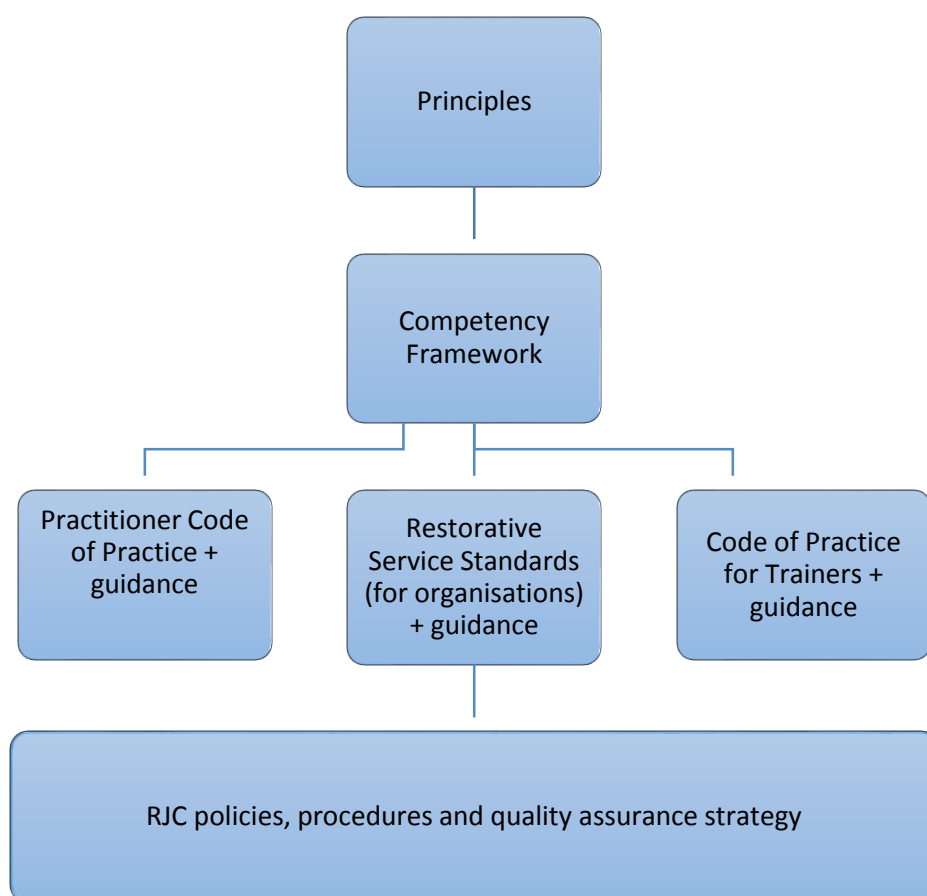 Principles
Competency
Framework
Practitioner Code
of Practice +
guidance
Restorative
Service Standards
(for organisations)
+ guidance
Code of Practice
for Trainers +
guidance
RJC policies, procedures and quality assurance strategy